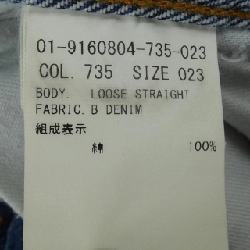 01-9160804-735-023
COL. 735 SIZE 023
BODY. LOOSE STRAIGHT
FABRIC. B DENIM
組成表示
綿 100%